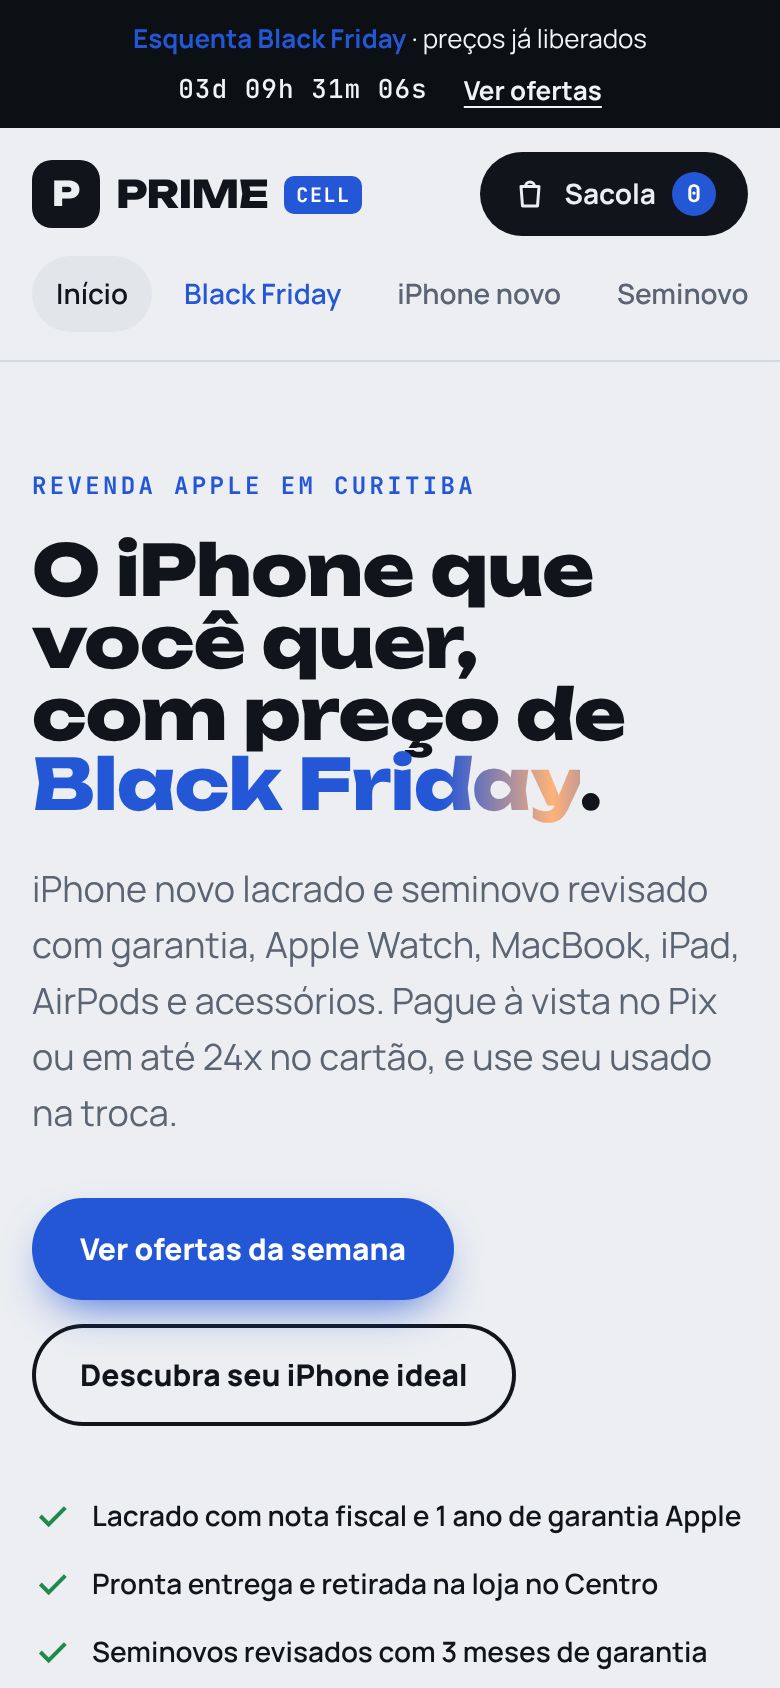 Esquenta Black Friday · preços já liberados
03d 09h 31m 06s Ver ofertas
P PRIME CELL Sacola 0
Início Black Friday iPhone novo Seminovo
REVENDA APPLE EM CURITIBA
O iPhone que
você quer,
com preço de
Black Friday.
iPhone novo lacrado e seminovo revisado
com garantia, Apple Watch, MacBook, iPad,
AirPods e acessórios. Pague à vista no Pix
ou em até 24x no cartão, e use seu usado
na troca.
Ver ofertas da semana
Descubra seu iPhone ideal
Lacrado com nota fiscal e 1 ano de garantia Apple
Pronta entrega e retirada na loja no Centro
Seminovos revisados com 3 meses de garantia